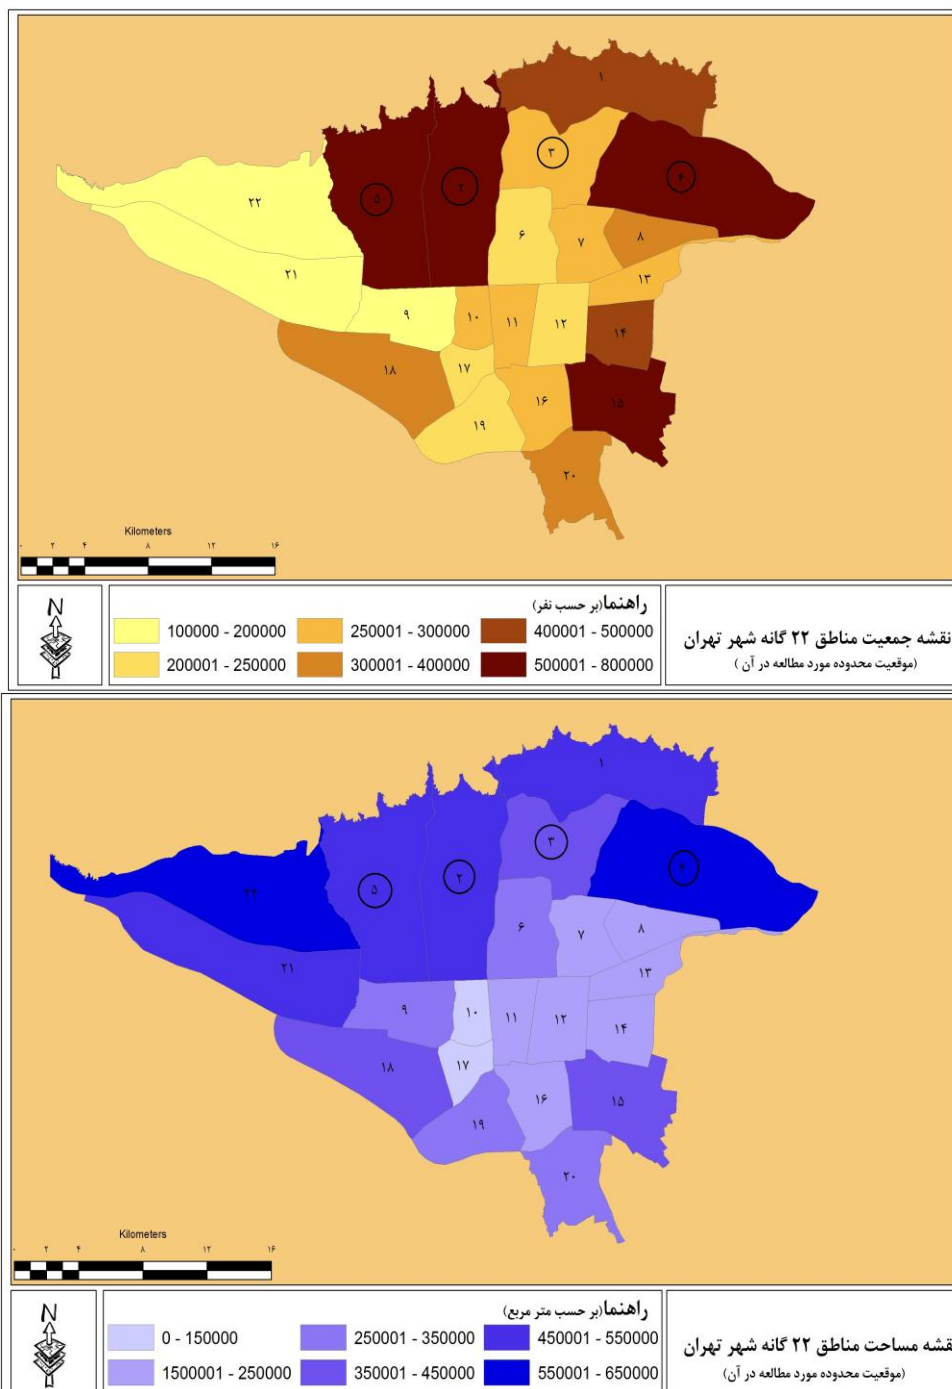 ۱
۳
۴
۵
۲
۲۲
۶
۷
۸
۲۱
۱۳
۹
۱۰
۱۱
۱۲
۱۴
۱۸
۱۷
۱۶
۱۵
۱۹
۲۰
Kilometers
۰ ۲ ۴ ۸ ۱۲ ۱۶
N
راهنما(بر حسب نفر)
100000 - 200000
250001 - 300000
400001 - 500000
200001 - 250000
300001 - 400000
500001 - 800000
نقشه جمعیت مناطق ۲۲ گانه شهر تهران
(موقعیت محدوده مورد مطالعه در آن )
۱
۳
۴
۵
۲
۲۲
۶
۷
۸
۲۱
۱۳
۹
۱۰
۱۱
۱۲
۱۴
۱۸
۱۷
۱۶
۱۵
۱۹
۲۰
Kilometers
۰ ۲ ۴ ۸ ۱۲ ۱۶
N
راهنما(بر حسب متر مربع)
0 - 150000
250001 - 350000
450001 - 550000
1500001 - 250000
350001 - 450000
550001 - 650000
نقشه مساحت مناطق ۲۲ گانه شهر تهران
(موقعیت محدوده مورد مطالعه در آن)